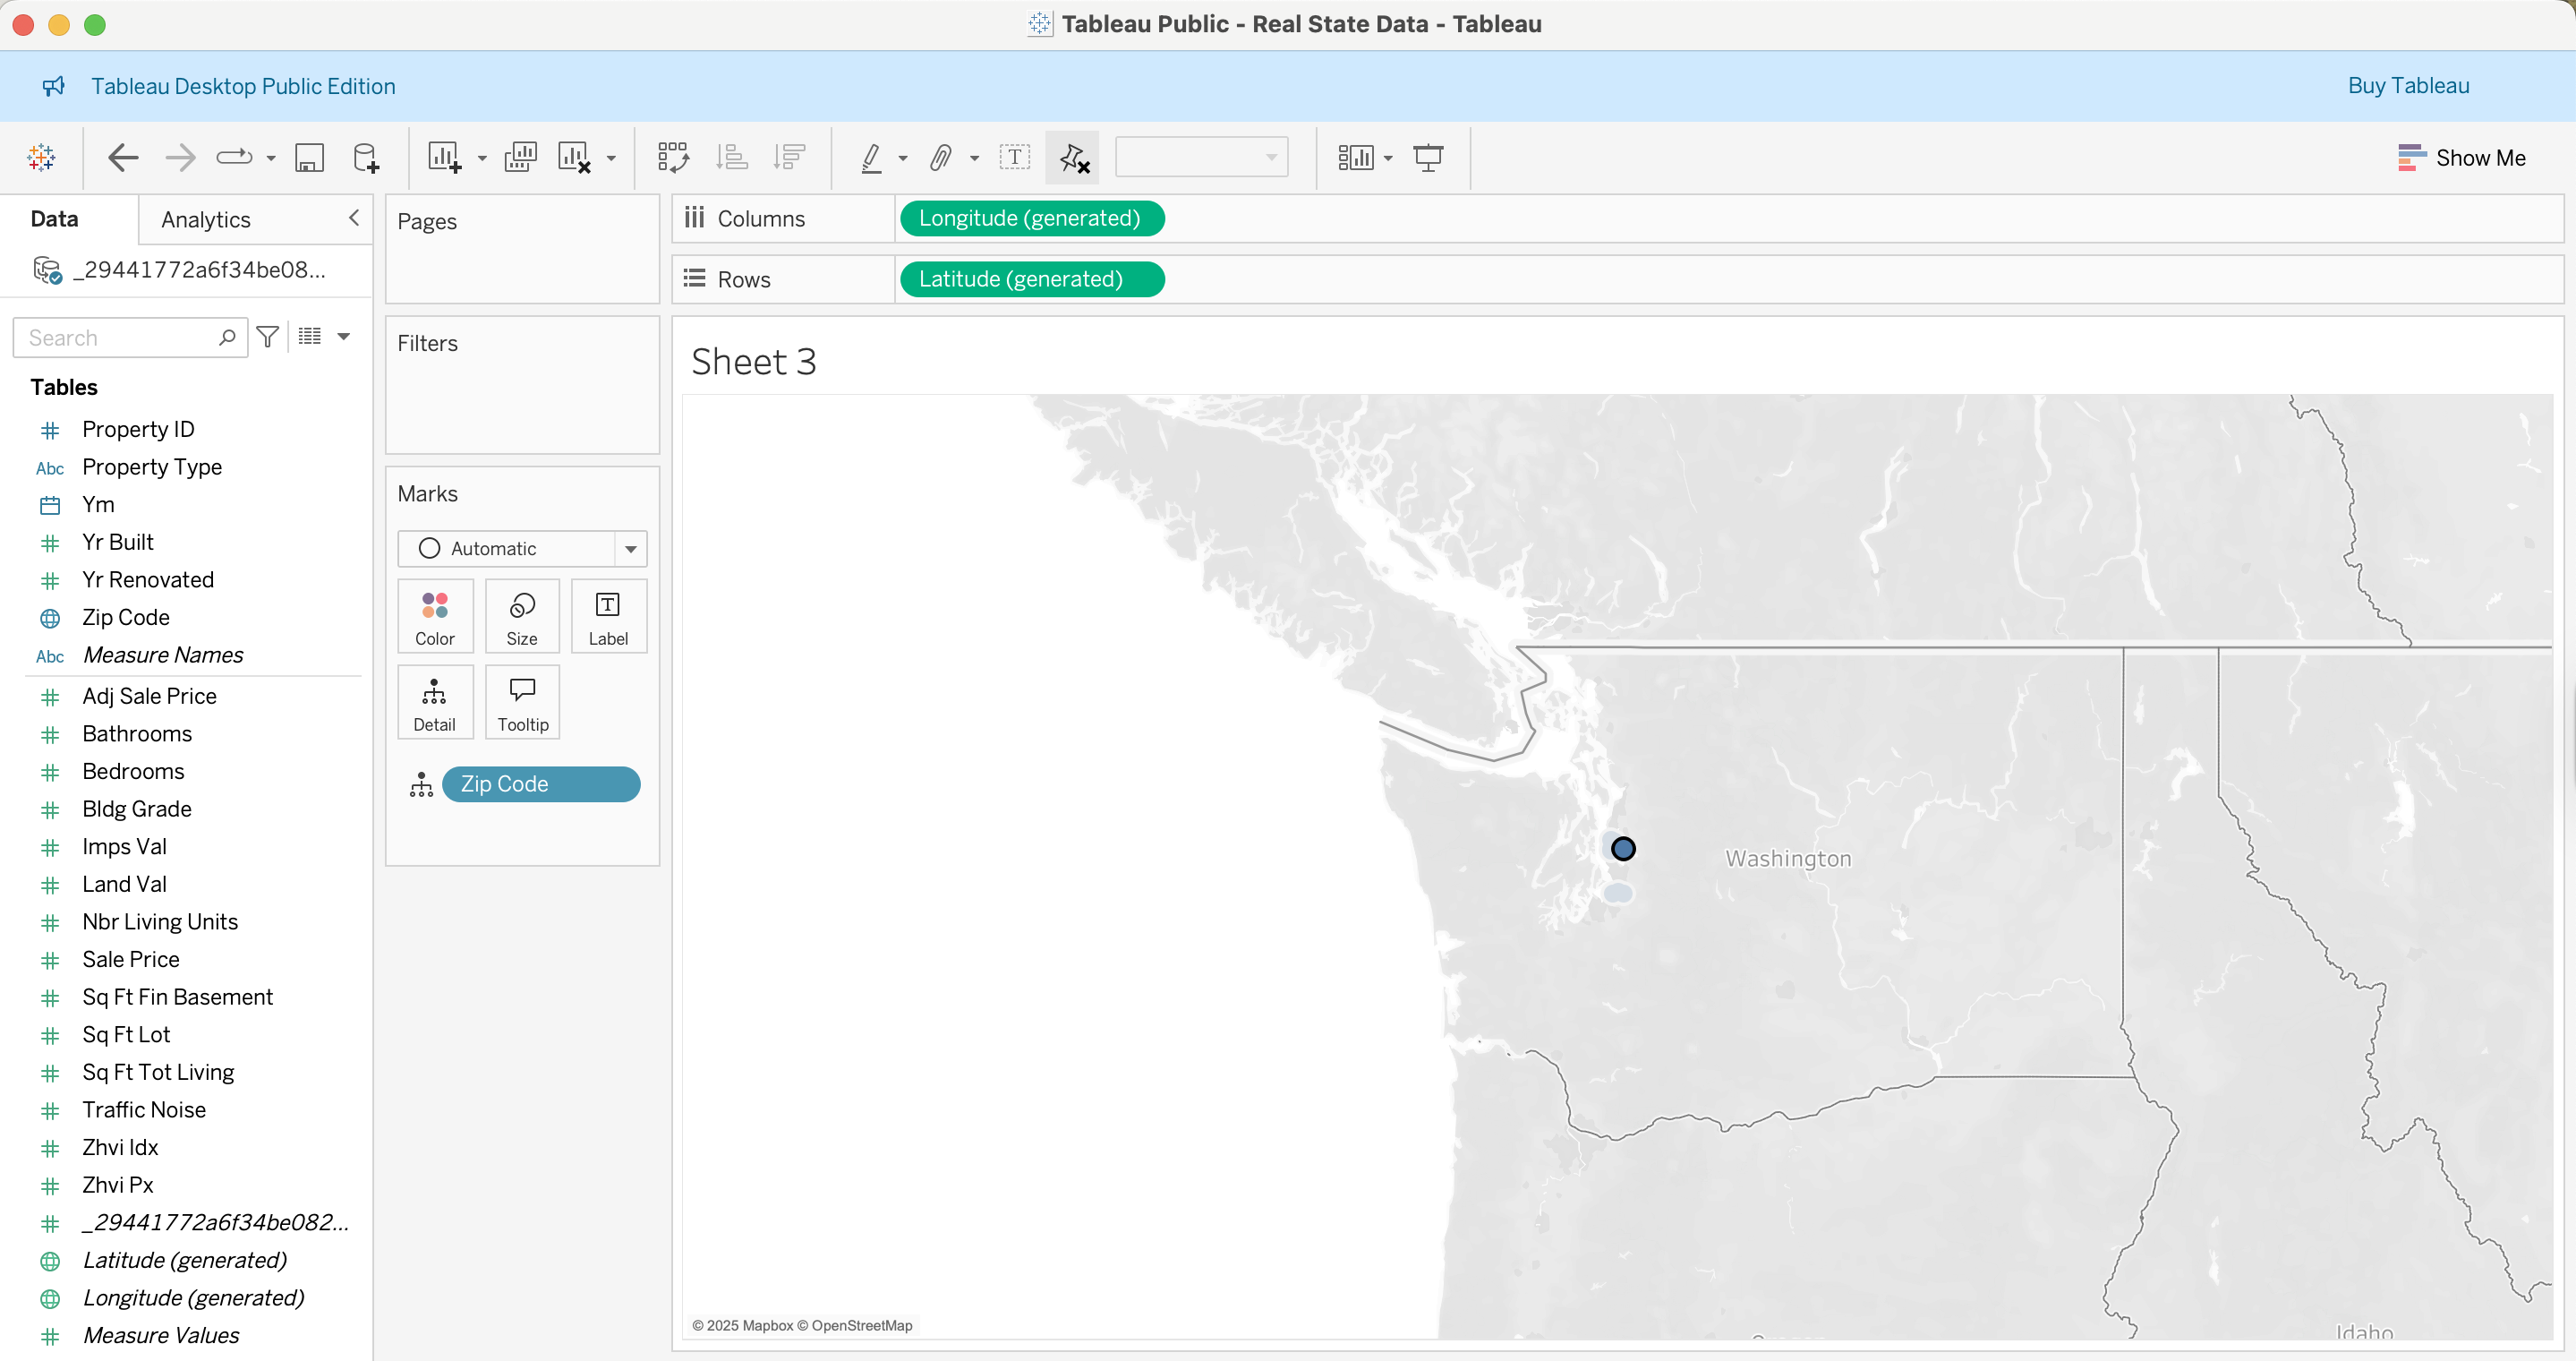 Tableau Public - Real State Data - Tableau
Tableau Desktop Public Edition
Buy Tableau
Show Me
Data
Analytics
_29441772a6f34be08...
Search
Tables
Property ID
Abc Property Type
Ym
Yr Built
Yr Renovated
Zip Code
Abc Measure Names
Adj Sale Price
Bathrooms
Bedrooms
Bldg Grade
Imps Val
Land Val
Nbr Living Units
Sale Price
Sq Ft Fin Basement
Sq Ft Lot
Sq Ft Tot Living
Traffic Noise
Zhvi Idx
Zhvi Px
_29441772a6f34be082...
Latitude (generated)
Longitude (generated)
Measure Values
Pages
Filters
Marks
Automatic
Color Size Label
Detail Tooltip
Zip Code
Columns Longitude (generated)
Rows Latitude (generated)
Sheet 3
Washington
Idaho
© 2025 Mapbox © OpenStreetMap